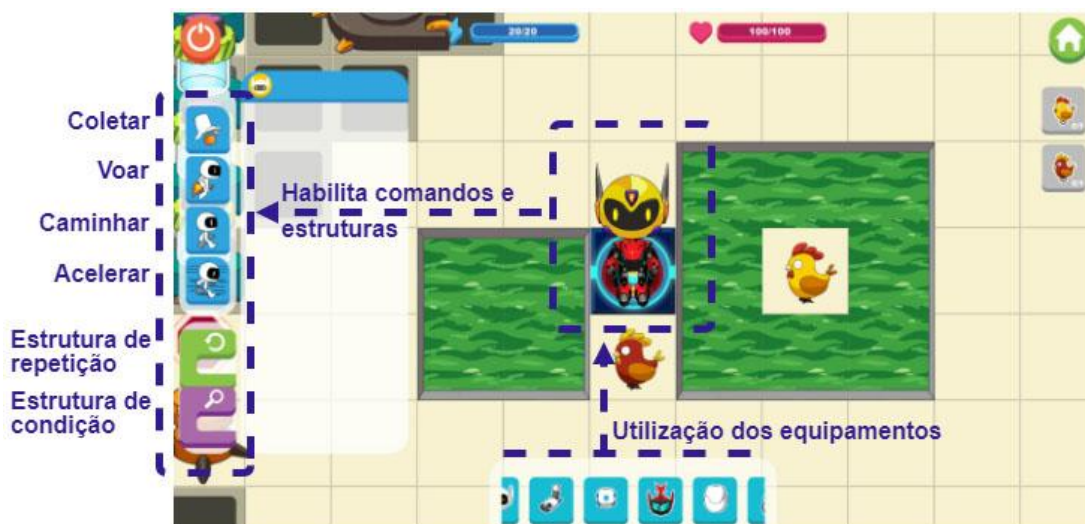 20/20
100/100
Coletar
Voar
Caminhar
Acelerar
Estrutura de
repetição
Estrutura de
condição
Habilita comandos e
estruturas
Utilização dos equipamentos